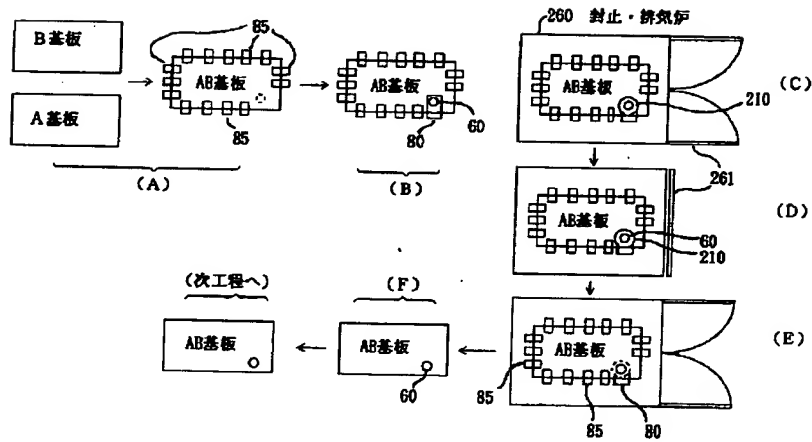 B基板
A基板
(A)
85
AB基板
85
AB基板
60
80
(B)
260 封止・排気炉
AB基板
210
261
(C)
AB基板
60
210
(D)
AB基板
85
85
80
(E)
(F)
AB基板
60
(次工程へ)
AB基板